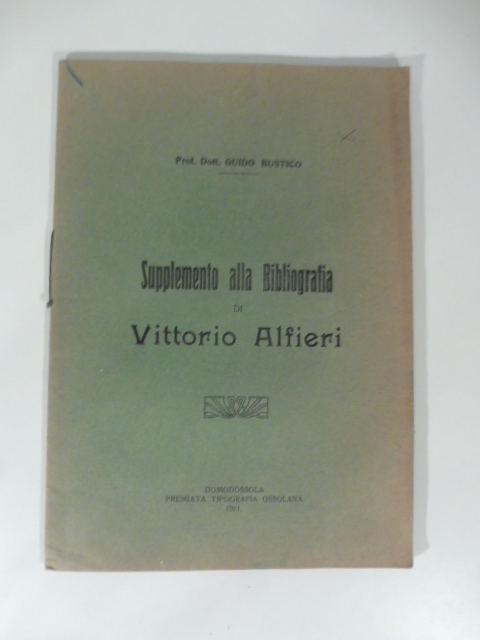 Prof. Dott. GUIDO BUSTICO
Supplemento alla Bibliografia
DI
Vittorio Alfieri
DOMODOSSOLA
PREMIATA TIPOGRAFIA OSSOLANA
1911.